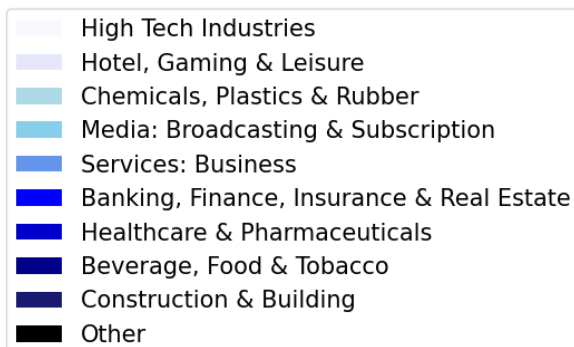 High Tech Industries
Hotel, Gaming & Leisure
Chemicals, Plastics & Rubber
Media: Broadcasting & Subscription
Services: Business
Banking, Finance, Insurance & Real Estate
Healthcare & Pharmaceuticals
Beverage, Food & Tobacco
Construction & Building
Other